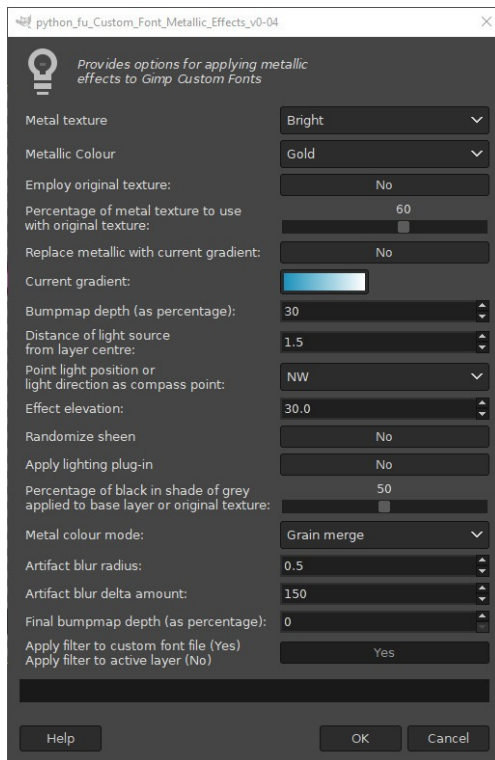 python_fu_Custom_Font_Metallic_Effects_v0-04
Provides options for applying metallic
effects to Gimp Custom Fonts
Metal texture
Bright
Metallic Colour
Gold
Employ original texture:
No
Percentage of metal texture to use
with original texture:
60
Replace metallic with current gradient:
No
Current gradient:
Bumpmap depth (as percentage):
30
Distance of light source
from layer centre:
1.5
Point light position or
light direction as compass point:
NW
Effect elevation:
30.0
Randomize sheen
No
Apply lighting plug-in
No
Percentage of black in shade of grey
applied to base layer or original texture:
50
Metal colour mode:
Grain merge
Artifact blur radius:
0.5
Artifact blur delta amount:
150
Final bumpmap depth (as percentage):
0
Apply filter to custom font file (Yes)
Apply filter to active layer (No)
Yes
Help
OK
Cancel